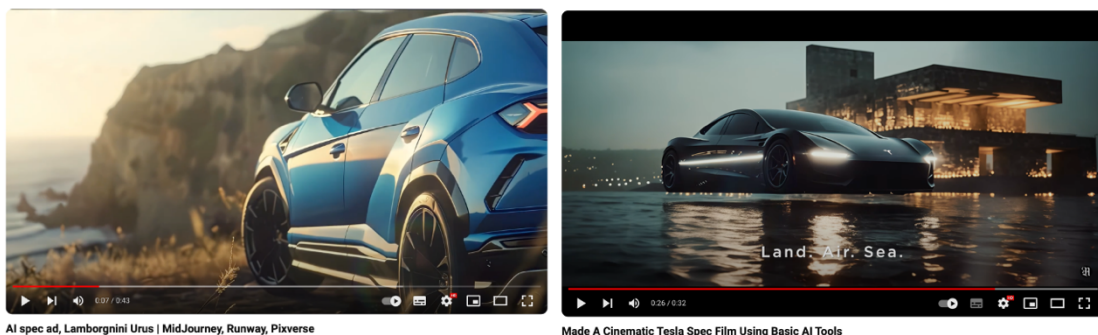 Land. Air. Sea.
0:07 / 0:43
0:26 / 0:32
AI spec ad, Lamborgnini Urus | MidJourney, Runway, Pixverse
Made A Cinematic Tesla Spec Film Using Basic AI Tools